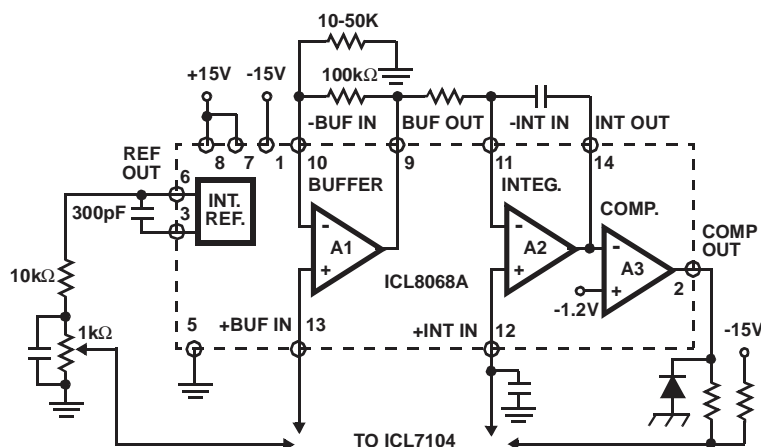 10-50K
+15V
-15V
100kΩ
-BUF IN
BUF OUT
-INT IN
INT OUT
REF OUT
8
7
1
10
9
11
14
6
BUFFER
INTEG.
300pF
3
INT. REF.
COMP.
COMP OUT
-
A1
+
-
A2
+
-
A3
+
10kΩ
ICL8068A
-1.2V
2
5
+BUF IN
13
+INT IN
12
1kΩ
-15V
TO ICL7104